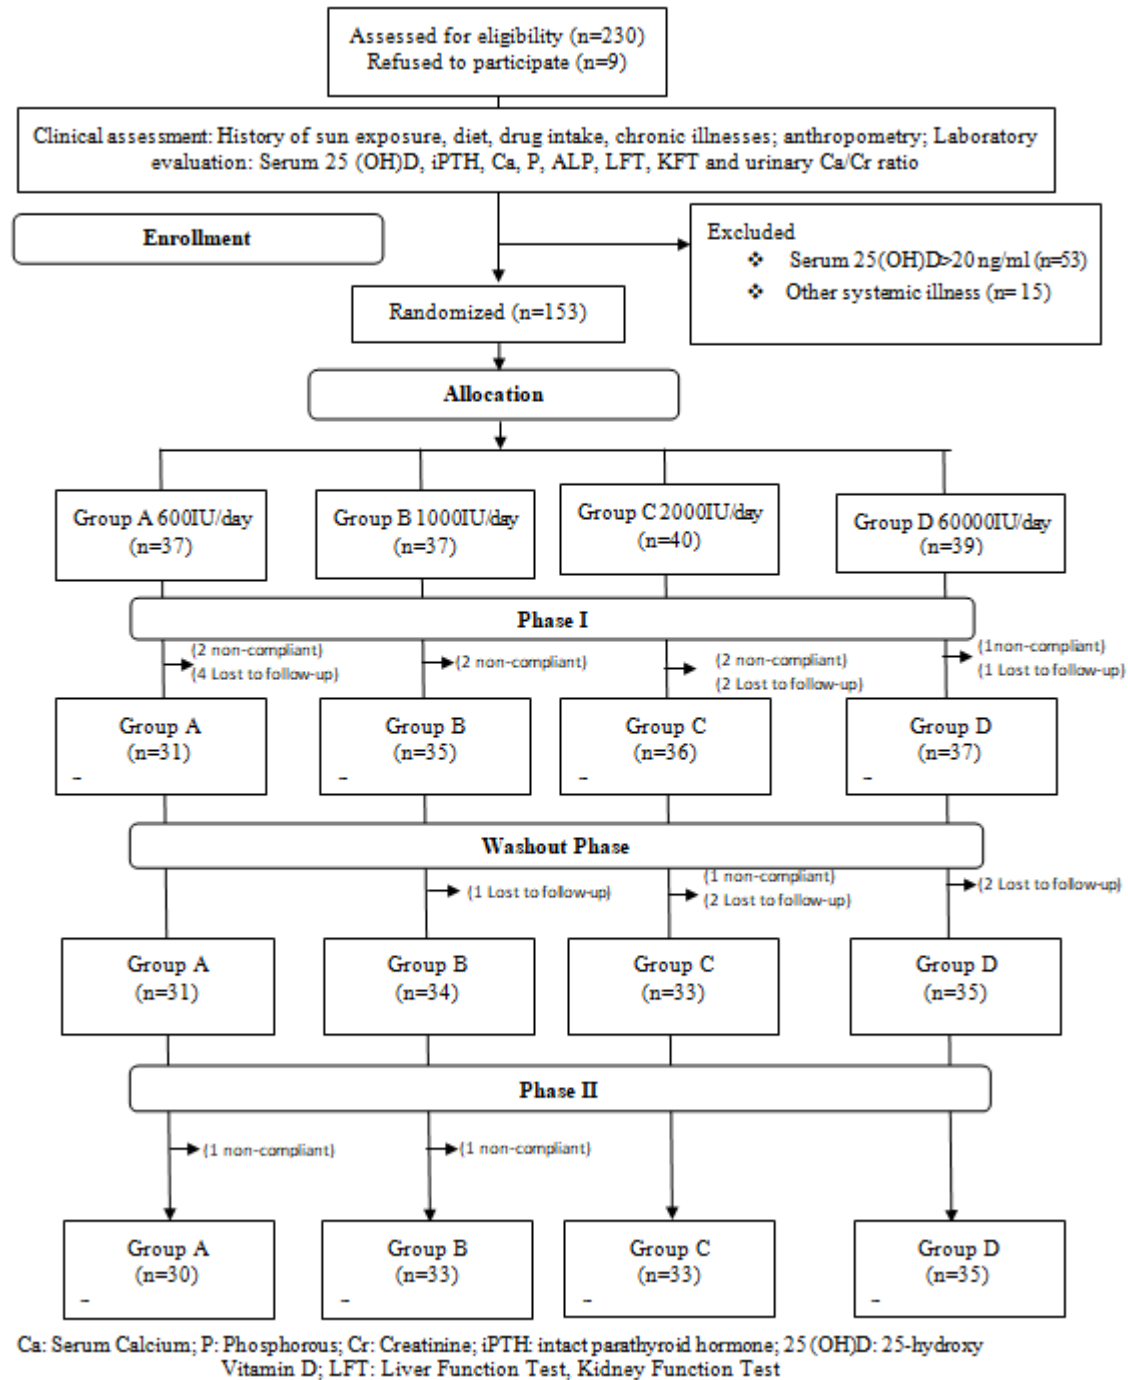 Assessed for eligibility (n=230)
Refused to participate (n=9)
Clinical assessment: History of sun exposure, diet, drug intake, chronic illnesses; anthropometry; Laboratory
evaluation: Serum 25 (OH)D, iPTH, Ca, P, ALP, LFT, KFT and urinary Ca/Cr ratio
Enrollment
Excluded
❖ Serum 25(OH)D>20 ng/ml (n=53)
❖ Other systemic illness (n= 15)
Randomized (n=153)
Allocation
Group A 600IU/day
(n=37)
Group B 1000IU/day
(n=37)
Group C 2000IU/day
(n=40)
Group D 60000IU/day
(n=39)
Phase I
(2 non-compliant)
(4 Lost to follow-up)
(2 non-compliant)
(2 non-compliant)
(2 Lost to follow-up)
(1non-compliant)
(1 Lost to follow-up)
Group A
(n=31)
Group B
(n=35)
Group C
(n=36)
Group D
(n=37)
Washout Phase
(1 Lost to follow-up)
(1 non-compliant)
(2 Lost to follow-up)
(2 Lost to follow-up)
Group A
(n=31)
Group B
(n=34)
Group C
(n=33)
Group D
(n=35)
Phase II
(1 non-compliant)
(1 non-compliant)
Group A
(n=30)
Group B
(n=33)
Group C
(n=33)
Group D
(n=35)
Ca: Serum Calcium; P: Phosphorous; Cr: Creatinine; iPTH: intact parathyroid hormone; 25 (OH)D: 25-hydroxy
Vitamin D; LFT: Liver Function Test, Kidney Function Test